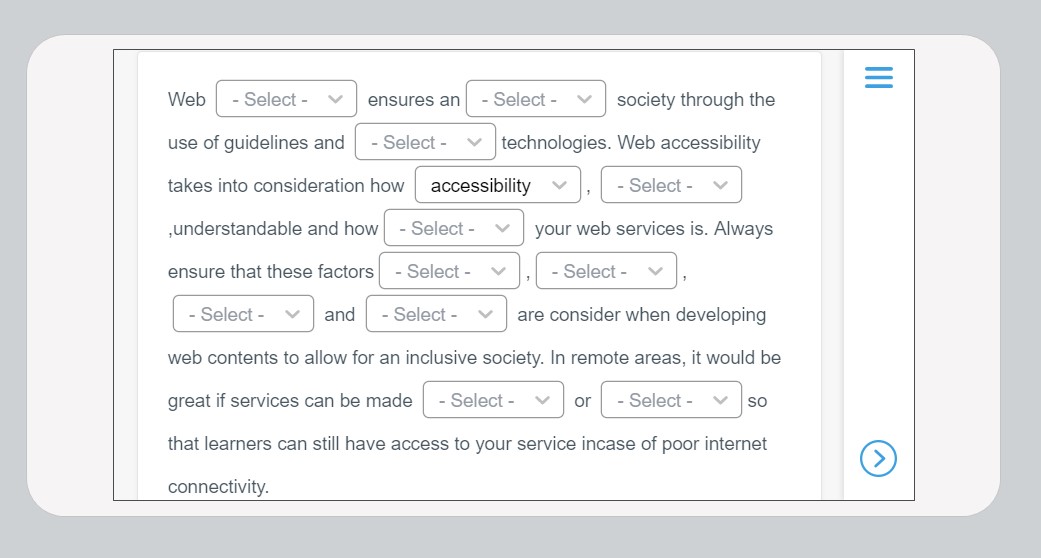 Web - Select - ensures an - Select - society through the
use of guidelines and - Select - technologies. Web accessibility
takes into consideration how accessibility , - Select -
,understandable and how - Select - your web services is. Always
ensure that these factors - Select - , - Select - ,
- Select - and - Select - are consider when developing
web contents to allow for an inclusive society. In remote areas, it would be
great if services can be made - Select - or - Select - so
that learners can still have access to your service incase of poor internet
connectivity.